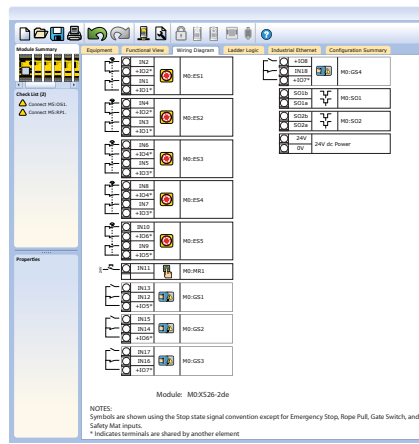 Module Summary
Check List (2)
Connect M5:OS1.
Connect M5:RP1.
Properties
Equipment
Functional View
Wiring Diagram
Ladder Logic
Industrial Ethernet
Configuration Summary
IN2
+IO2*
IN1
+IO1*
M0:ES1
IN4
+IO2*
IN3
+IO1*
M0:ES2
IN6
+IO4*
IN5
+IO3*
M0:ES3
IN8
+IO4*
IN7
+IO3*
M0:ES4
IN10
+IO6*
IN9
+IO5*
M0:ES5
IN11
M0:MR1
IN13
IN12
+IO5*
M0:GS1
IN15
IN14
+IO6*
M0:GS2
IN17
IN16
+IO7*
M0:GS3
+IO8
IN18
+IO7*
M0:GS4
SO1b
SO1a
M0:SO1
SO2b
SO2a
M0:SO2
24V
0V
24V dc Power
Module: M0:XS26-2de
NOTES:
Symbols are shown using the Stop state signal convention except for Emergency Stop, Rope Pull, Gate Switch, and
Safety Mat inputs.
* Indicates terminals are shared by another element